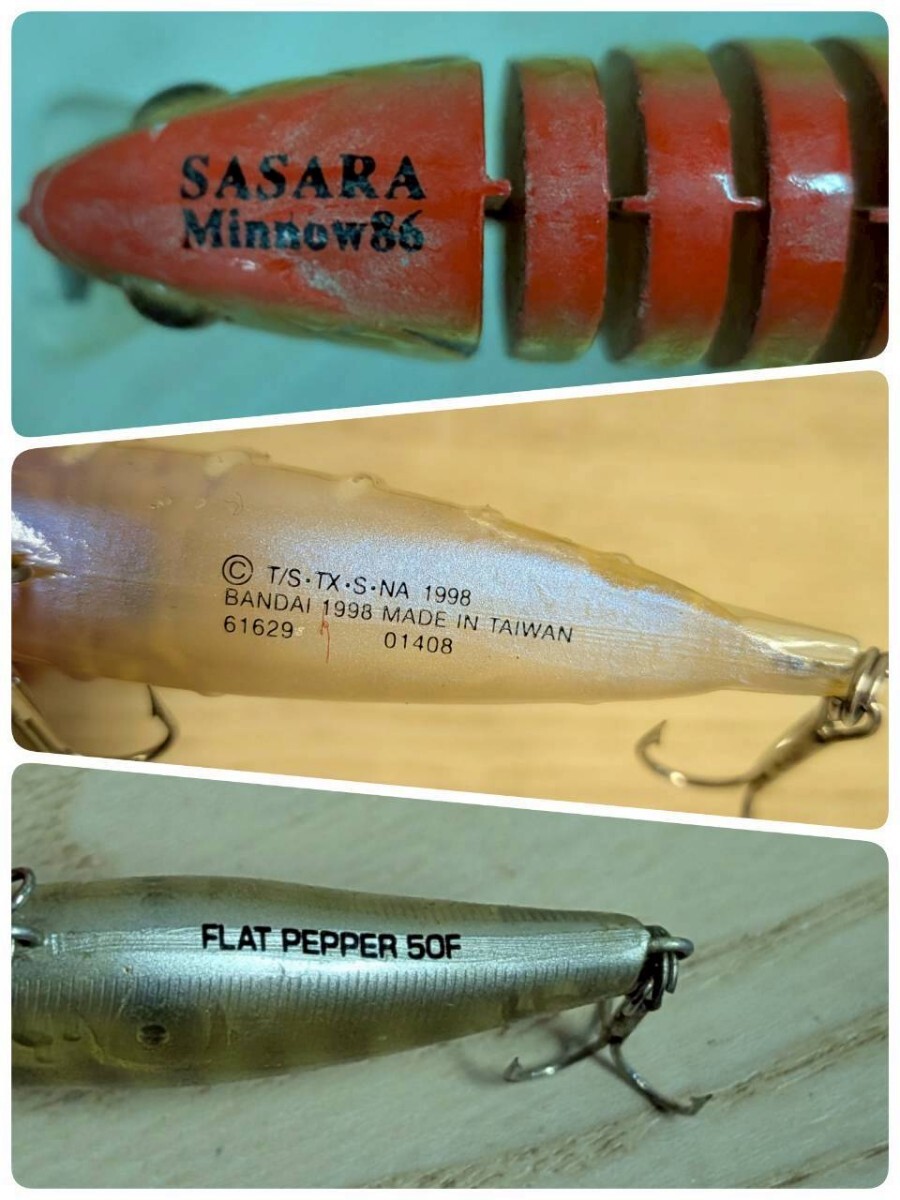 SASARA
Minnow86
© T/S·TX·S·NA 1998
BANDAI 1998 MADE IN TAIWAN
61629 01408
FLAT PEPPER 50F